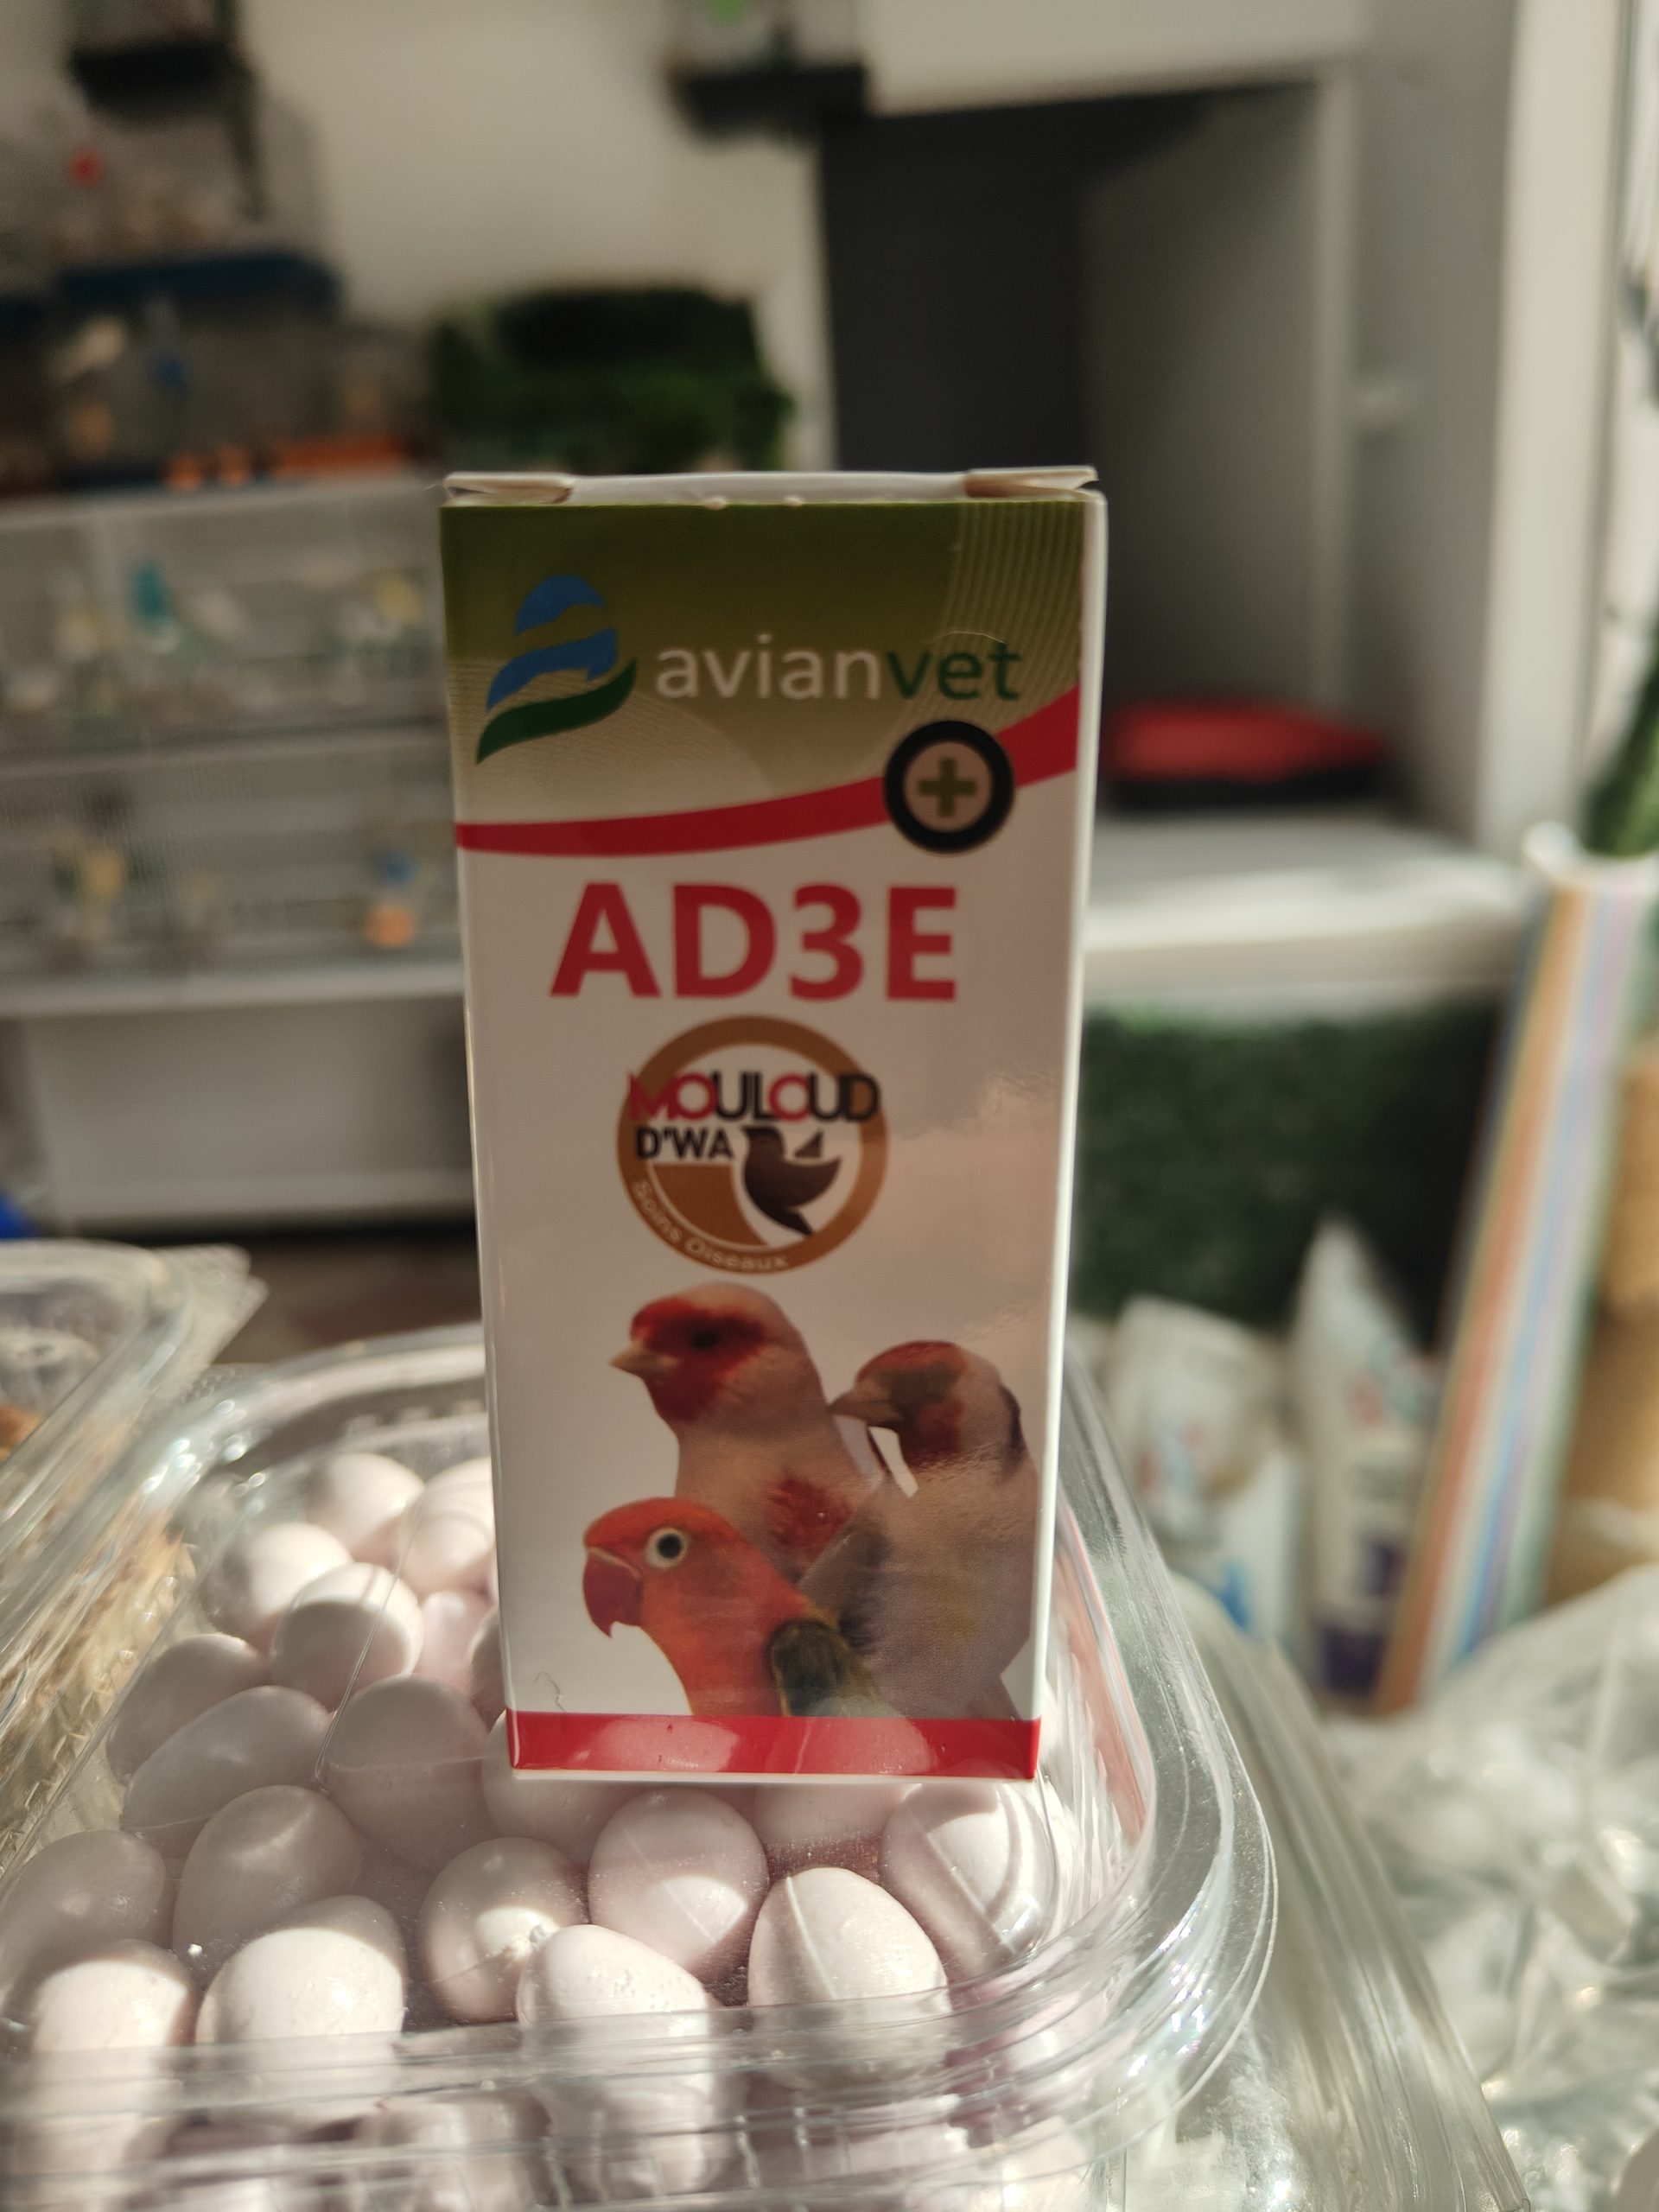 avianvet
AD3E
MOULOUD
D'WA
Soins Oiseaux